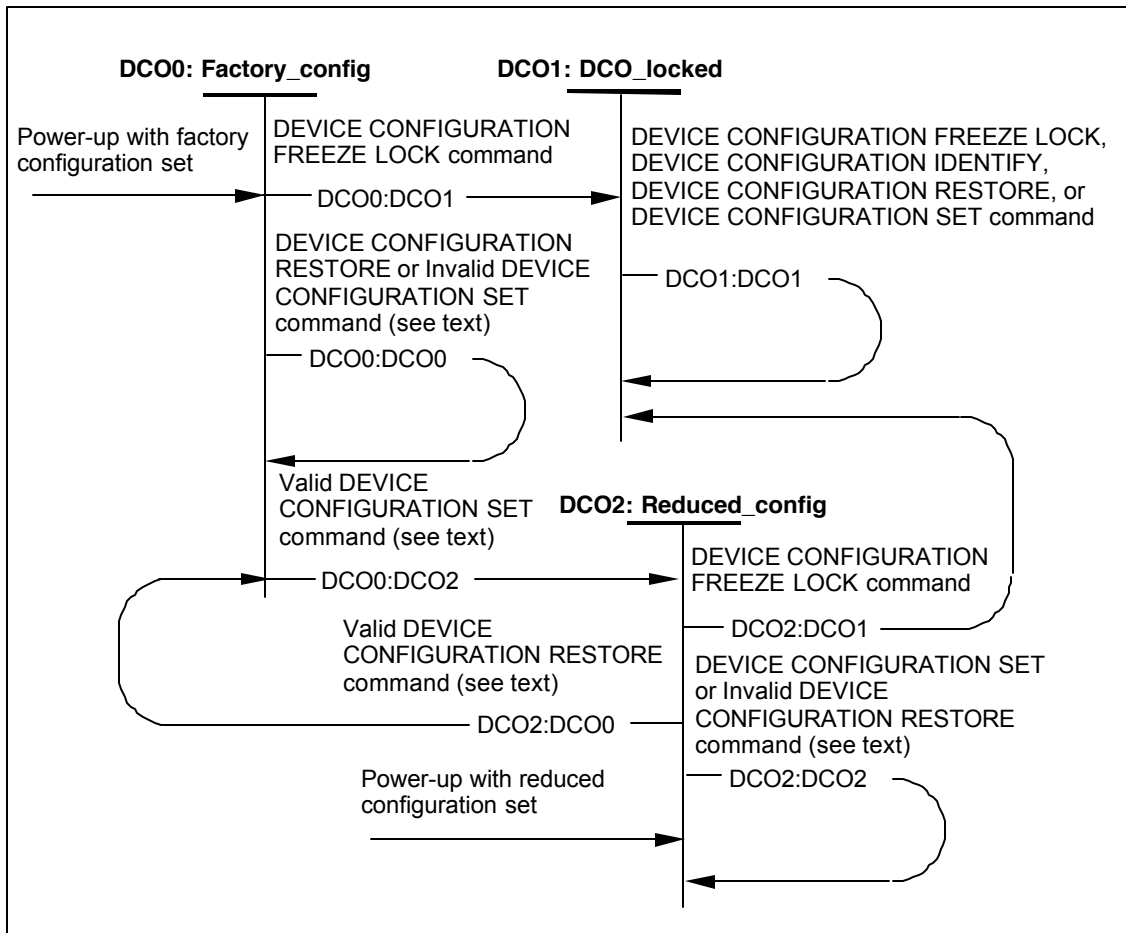 DCO0: Factory_config
DCO1: DCO_locked
Power-up with factory
configuration set
DEVICE CONFIGURATION
FREEZE LOCK command
DCO0:DCO1
DEVICE CONFIGURATION FREEZE LOCK,
DEVICE CONFIGURATION IDENTIFY,
DEVICE CONFIGURATION RESTORE, or
DEVICE CONFIGURATION SET command
DEVICE CONFIGURATION
RESTORE or Invalid DEVICE
CONFIGURATION SET
command (see text)
DCO1:DCO1
DCO0:DCO0
Valid DEVICE
CONFIGURATION SET
command (see text)
DCO2: Reduced_config
DCO0:DCO2
DEVICE CONFIGURATION
FREEZE LOCK command
DCO2:DCO1
Valid DEVICE
CONFIGURATION RESTORE
command (see text)
DCO2:DCO0
DEVICE CONFIGURATION SET
or Invalid DEVICE
CONFIGURATION RESTORE
command (see text)
DCO2:DCO2
Power-up with reduced
configuration set